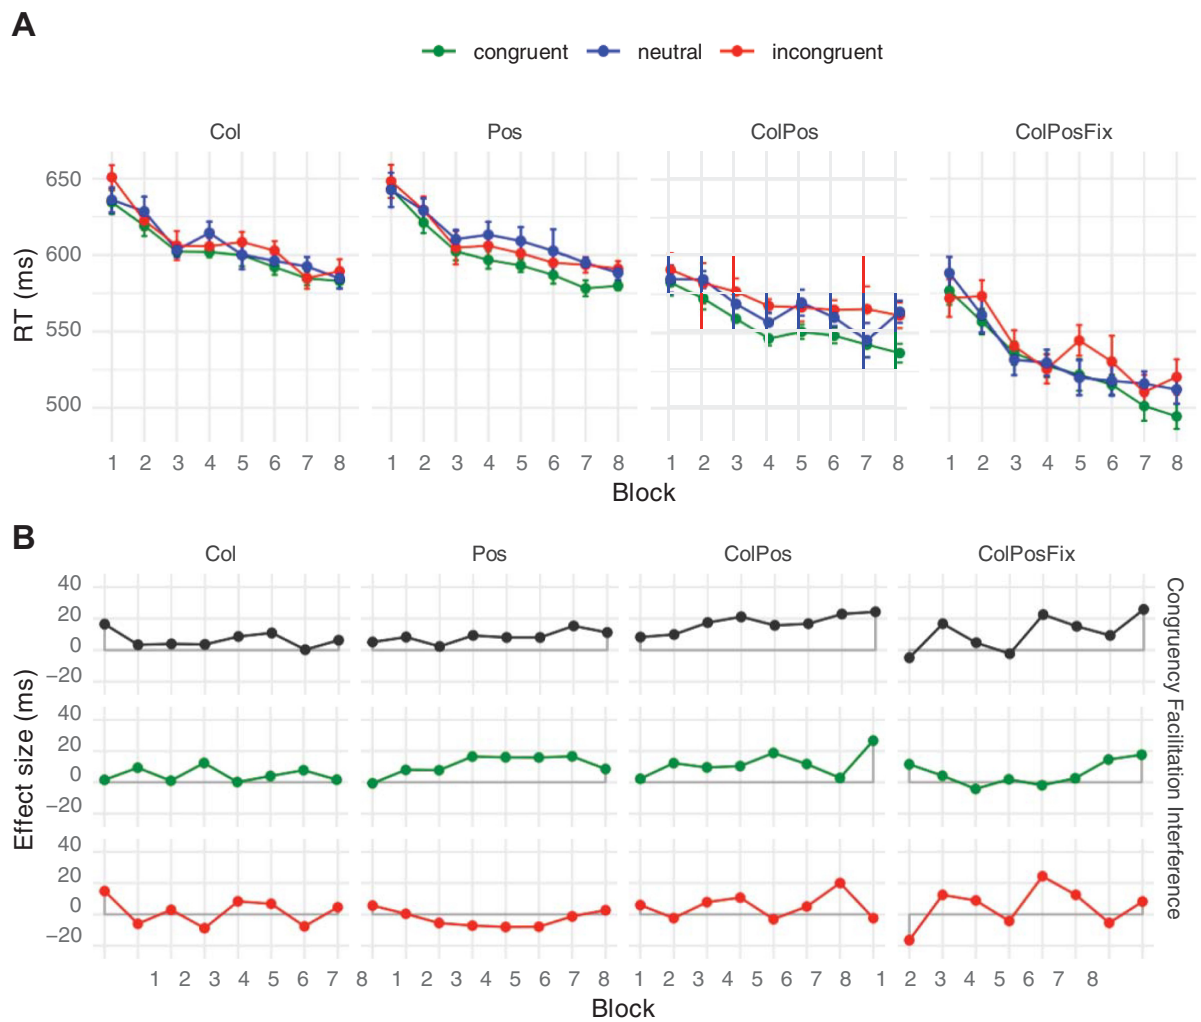 A
congruent neutral incongruent
Col Pos ColPos ColPosFix
650
600
550
500
RT (ms)
1 2 3 4 5 6 7 8 1 2 3 4 5 6 7 8 1 2 3 4 5 6 7 8 1 2 3 4 5 6 7 8
Block
B
Col Pos ColPos ColPosFix
40
20
0
−20
40
20
0
−20
40
20
0
−20
Effect size (ms)
Congruency Facilitation Interference
1 2 3 4 5 6 7 8 1 2 3 4 5 6 7 8 1 2 3 4 5 6 7 8 1 2 3 4 5 6 7 8
Block